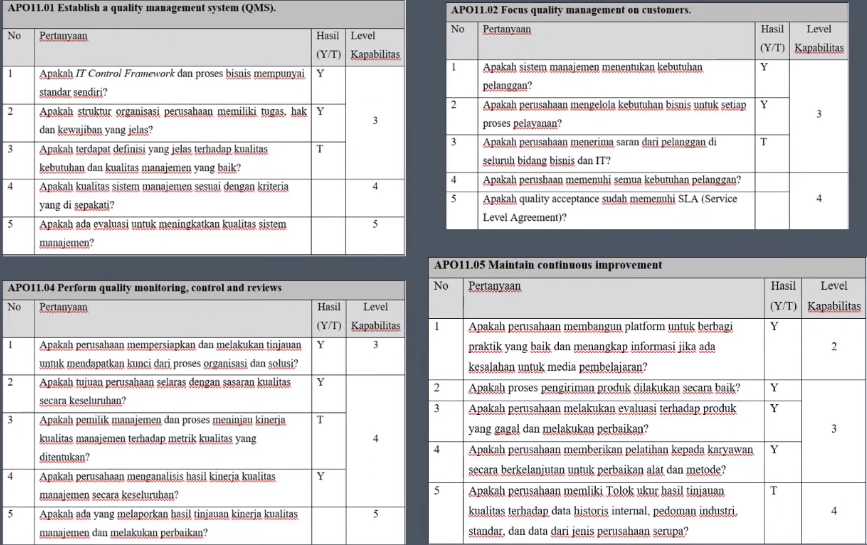 APO11.01 Establish a quality management system (QMS).
No Pertanyaan Hasil Level
(Y/T) Kapabilitas
1 Apakah IT Control Framework dan proses bisnis mempunyai Y
standar sendiri?
2 Apakah struktur organisasi perusahaan memiliki tugas, hak Y
dan kewajiban yang jelas?
3
3 Apakah terdapat definisi yang jelas terhadap kualitas T
kebutuhan dan kualitas manajemen yang baik?
4 Apakah kualitas sistem manajemen sesuai dengan kriteria 4
yang di sepakati?
5 Apakah ada evaluasi untuk meningkatkan kualitas sistem 5
manajemen?
APO11.02 Focus quality management on customers.
No Pertanyaan Hasil Level
(Y/T) Kapabilitas
1 Apakah sistem manajemen menentukan kebutuhan Y
pelanggan?
2 Apakah perusahaan mengelola kebutuhan bisnis untuk setiap Y
proses pelayanan?
3
3 Apakah perusahaan menerima saran dari pelanggan di T
seluruh bidang bisnis dan IT?
4 Apakah perushaan memenuhi semua kebutuhan pelanggan?
5 Apakah quality acceptance sudah memenuhi SLA (Service 4
Level Agreement)?
APO11.04 Perform quality monitoring, control and reviews
No Pertanyaan Hasil Level
(Y/T) Kapabilitas
1 Apakah perusahaan mempersiapkan dan melakukan tinjauan Y 3
untuk mendapatkan kunci dari proses organisasi dan solusi?
2 Apakah tujuan perusahaan selaras dengan sasaran kualitas Y
secara keseluruhan?
3 Apakah pemilik manajemen dan proses meninjau kinerja T
kualitas manajemen terhadap metrik kualitas yang 4
ditentukan?
4 Apakah perusahaan menganalisis hasil kinerja kualitas Y
manajemen secara keseluruhan?
5 Apakah ada yang melaporkan hasil tinjauan kinerja kualitas 5
manajemen dan melakukan perbaikan?
APO11.05 Maintain continuous improvement
No Pertanyaan Hasil Level
(Y/T) Kapabilitas
1 Apakah perusahaan membangun platform untuk berbagi Y
praktik yang baik dan menangkap informasi jika ada 2
kesalahan untuk media pembelajaran?
2 Apakah proses pengiriman produk dilakukan secara baik? Y
3 Apakah perusahaan melakukan evaluasi terhadap produk Y
yang gagal dan melakukan perbaikan? 3
4 Apakah perusahaan memberikan pelatihan kepada karyawan Y
secara berkelanjutan untuk perbaikan alat dan metode?
5 Apakah perusahaan memliki Tolok ukur hasil tinjauan T
kualitas terhadap data historis internal, pedoman industri, 4
standar, dan data dari jenis perusahaan serupa?